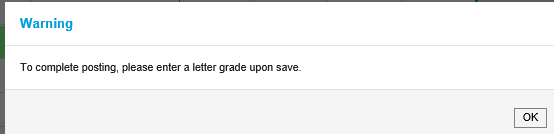 Warning
To complete posting, please enter a letter grade upon save.
OK